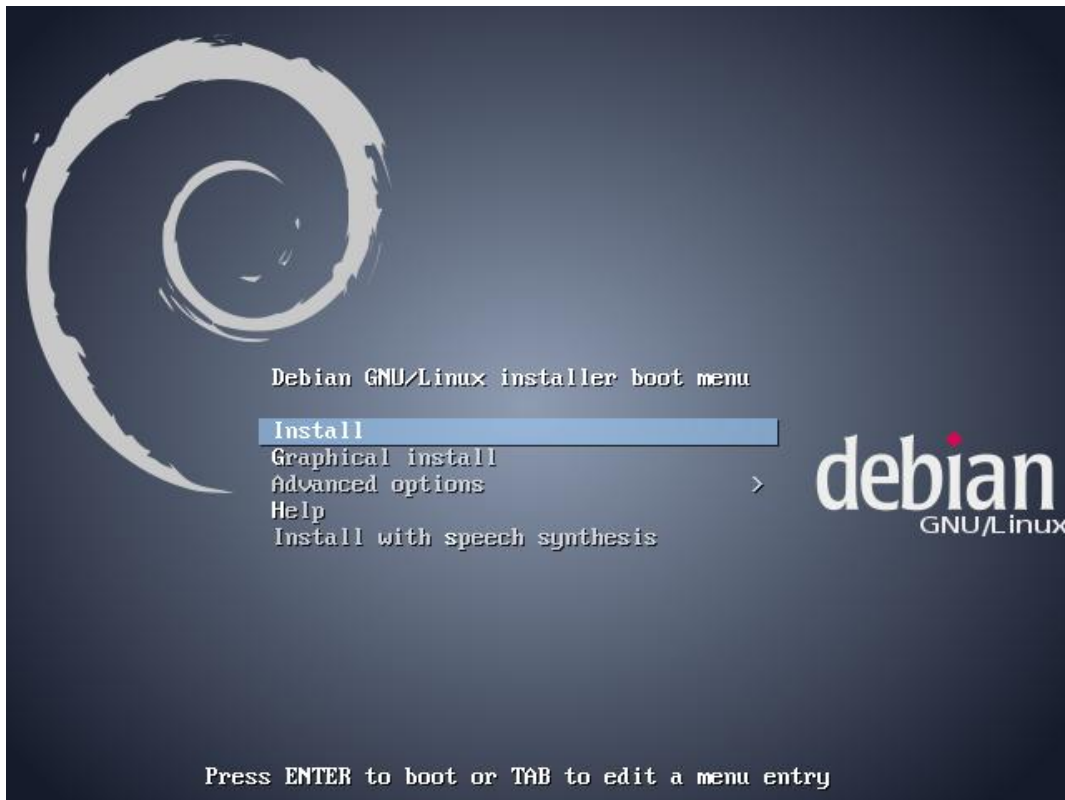 Debian GNU/Linux installer boot menu
Install
Graphical install
Advanced options >
Help
Install with speech synthesis
debian
GNU/Linux
Press ENTER to boot or TAB to edit a menu entry